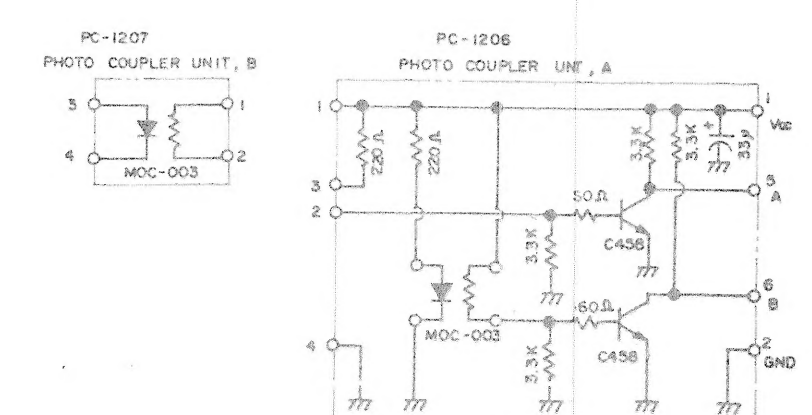 PC-1207
PHOTO COUPLER UNIT, B
3
1
4
2
MOC-003
PC-1206
PHOTO COUPLER UNIT, A
1
1
Vcc
220Ω
220Ω
3.3K
3.3K
33μ
3
5
A
2
50Ω
3.3K
C458
6
B
60Ω
MOC-003
3.3K
C458
4
2
GND